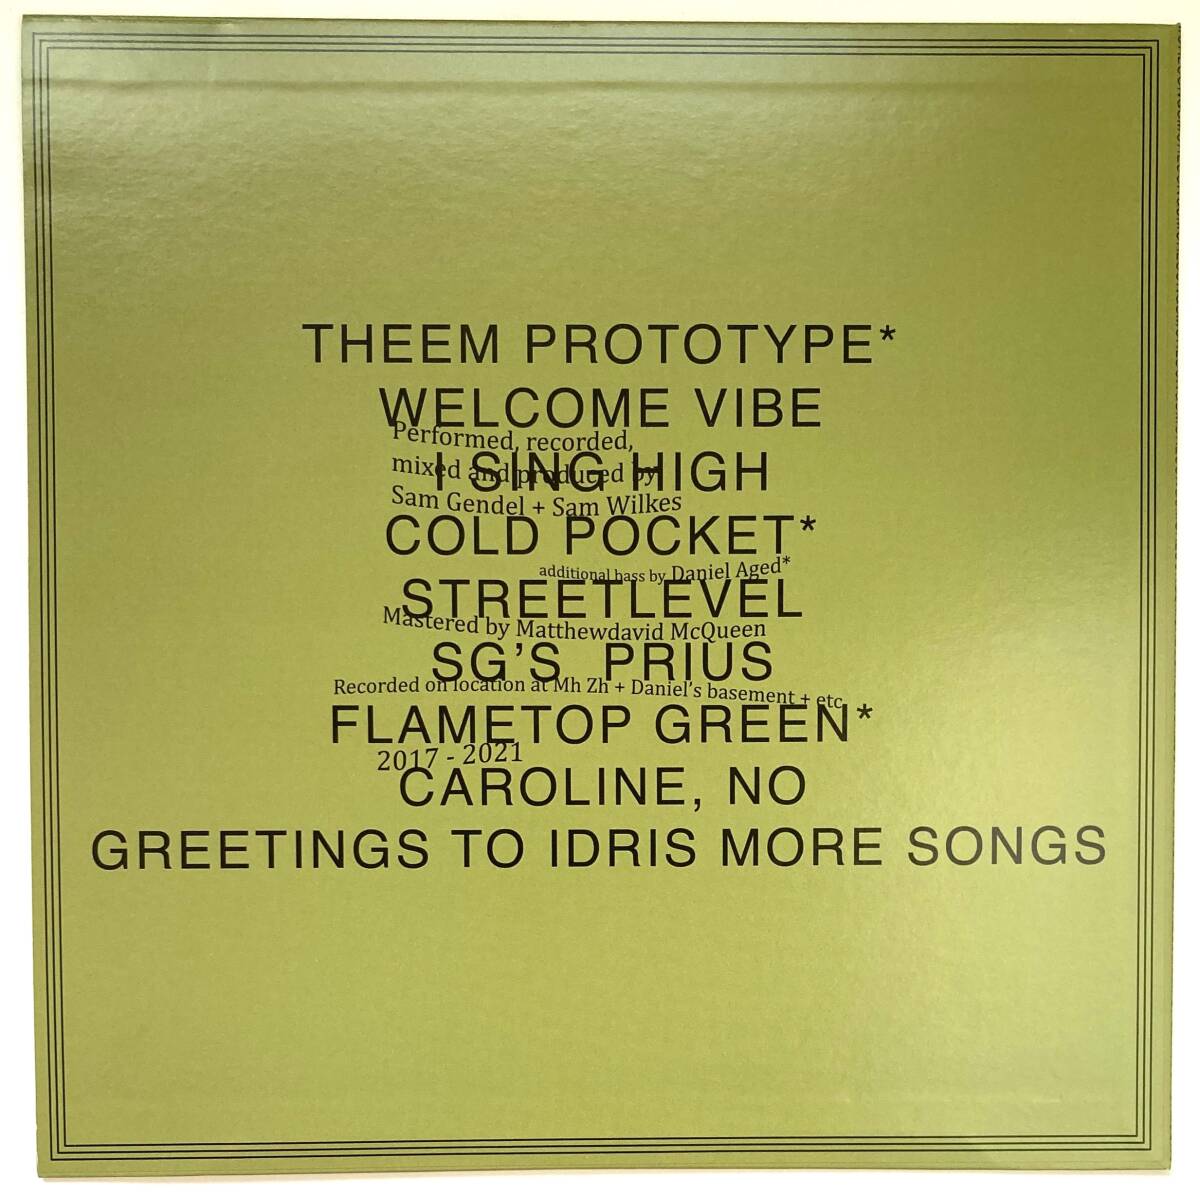 THEEM PROTOTYPE*
WELCOME VIBE
Performed, recorded,
mixed and produced by
I SING HIGH
Sam Gendel + Sam Wilkes
COLD POCKET*
additional bass by Daniel Aged*
STREETLEVEL
Mastered by Matthewdavid McQueen
SG'S PRIUS
Recorded on location at Mh Zh + Daniel's basement + etc.
FLAMETOP GREEN*
2017 - 2021
CAROLINE, NO
GREETINGS TO IDRIS MORE SONGS